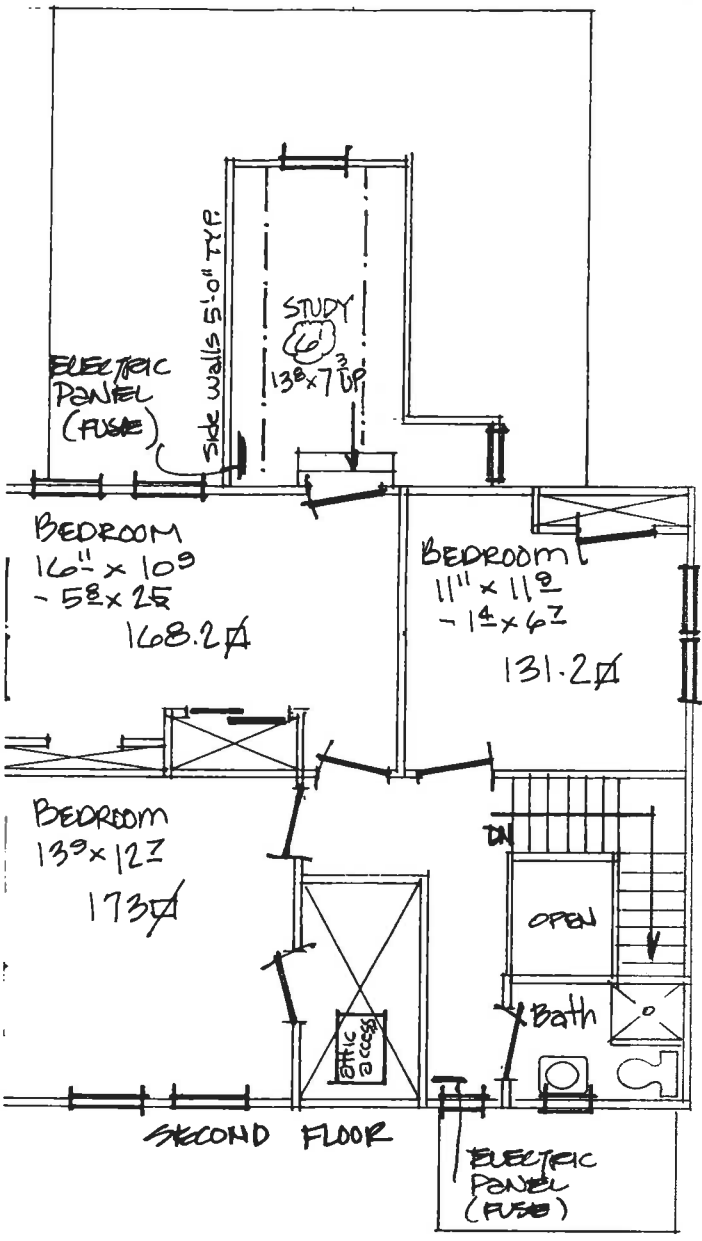 Side walls 5'-0" TYP.
STUDY
6'
13⁸ x 7³ UP
ELECTRIC
PANEL
(FUSE)
BEDROOM
16¹¹ x 10⁹
- 5⁸ x 2⁵
168.2
BEDROOM
11¹¹ x 11⁸
- 1⁴ x 6⁷
131.2
BEDROOM
13⁹ x 12⁷
173
DN
OPEN
Bath
attic
access
SECOND FLOOR
ELECTRIC
PANEL
(FUSE)